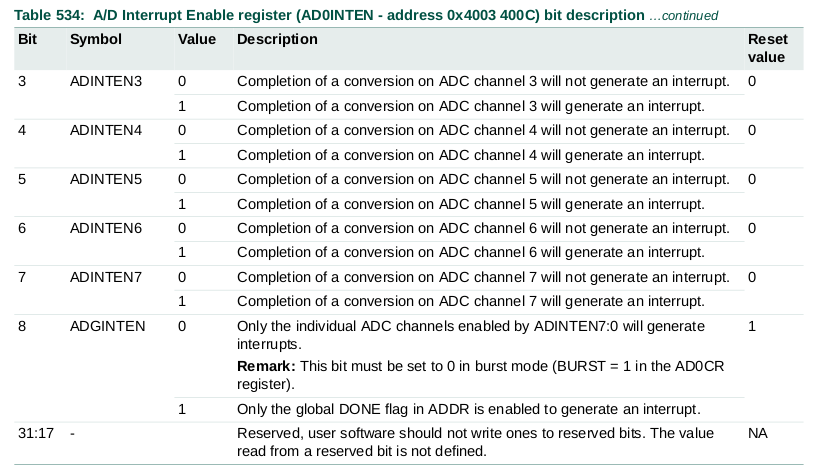 Table 534: A/D Interrupt Enable register (AD0INTEN - address 0x4003 400C) bit description ...continued
Bit Symbol Value Description Reset
value
3 ADINTEN3 0 Completion of a conversion on ADC channel 3 will not generate an interrupt. 0
1 Completion of a conversion on ADC channel 3 will generate an interrupt.
4 ADINTEN4 0 Completion of a conversion on ADC channel 4 will not generate an interrupt. 0
1 Completion of a conversion on ADC channel 4 will generate an interrupt.
5 ADINTEN5 0 Completion of a conversion on ADC channel 5 will not generate an interrupt. 0
1 Completion of a conversion on ADC channel 5 will generate an interrupt.
6 ADINTEN6 0 Completion of a conversion on ADC channel 6 will not generate an interrupt. 0
1 Completion of a conversion on ADC channel 6 will generate an interrupt.
7 ADINTEN7 0 Completion of a conversion on ADC channel 7 will not generate an interrupt. 0
1 Completion of a conversion on ADC channel 7 will generate an interrupt.
8 ADGINTEN 0 Only the individual ADC channels enabled by ADINTEN7:0 will generate 1
interrupts.
Remark: This bit must be set to 0 in burst mode (BURST = 1 in the AD0CR
register).
1 Only the global DONE flag in ADDR is enabled to generate an interrupt.
31:17 - Reserved, user software should not write ones to reserved bits. The value NA
read from a reserved bit is not defined.